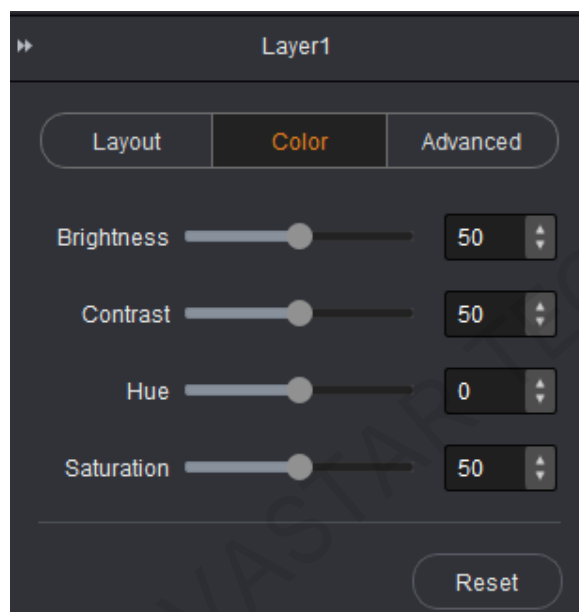 Layer1
Layout Color Advanced
Brightness 50
Contrast 50
Hue 0
Saturation 50
Reset